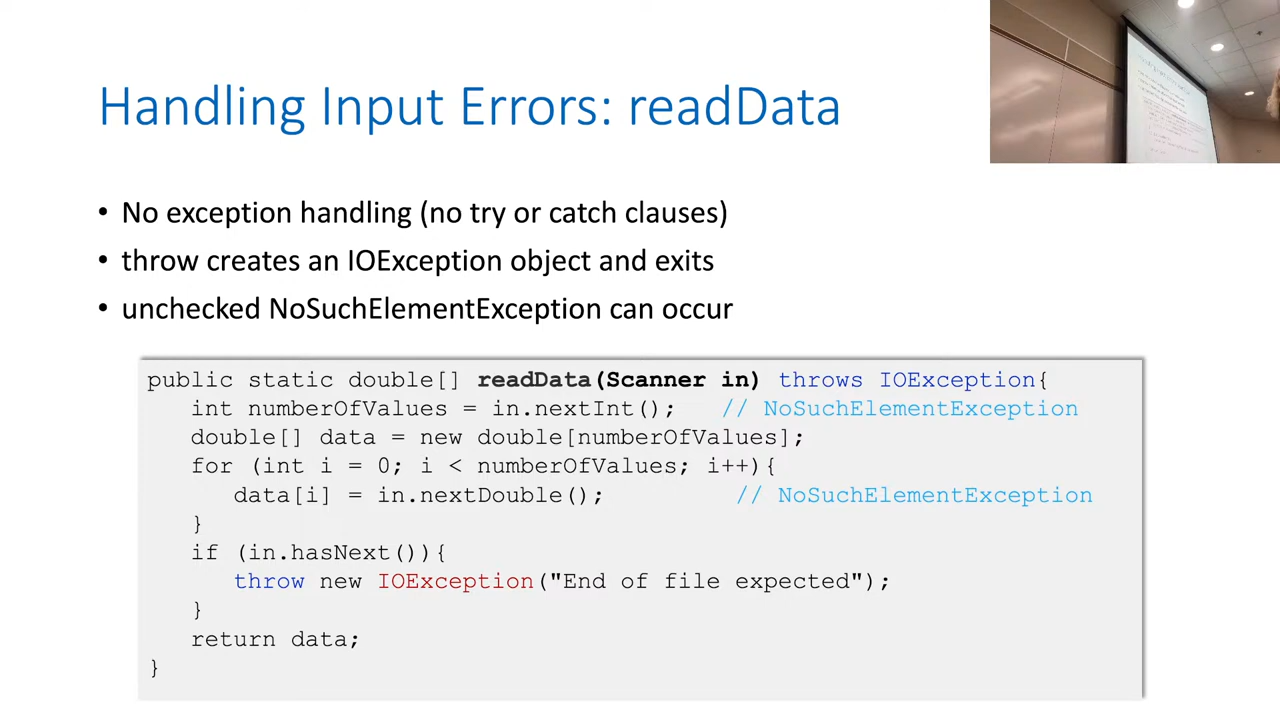 Handling Input Errors: readData
• No exception handling (no try or catch clauses)
• throw creates an IOException object and exits
• unchecked NoSuchElementException can occur
public static double[] readData(Scanner in) throws IOException{
int numberOfValues = in.nextInt(); // NoSuchElementException
double[] data = new double[numberOfValues];
for (int i = 0; i < numberOfValues; i++){
data[i] = in.nextDouble(); // NoSuchElementException
}
if (in.hasNext()){
throw new IOException("End of file expected");
}
return data;
}